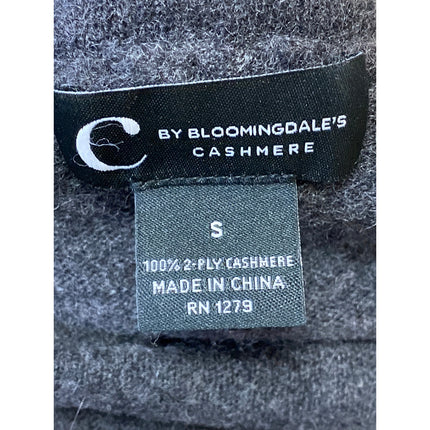 C BY BLOOMINGDALE'S
CASHMERE
S
100% 2-PLY CASHMERE
MADE IN CHINA
RN 1279